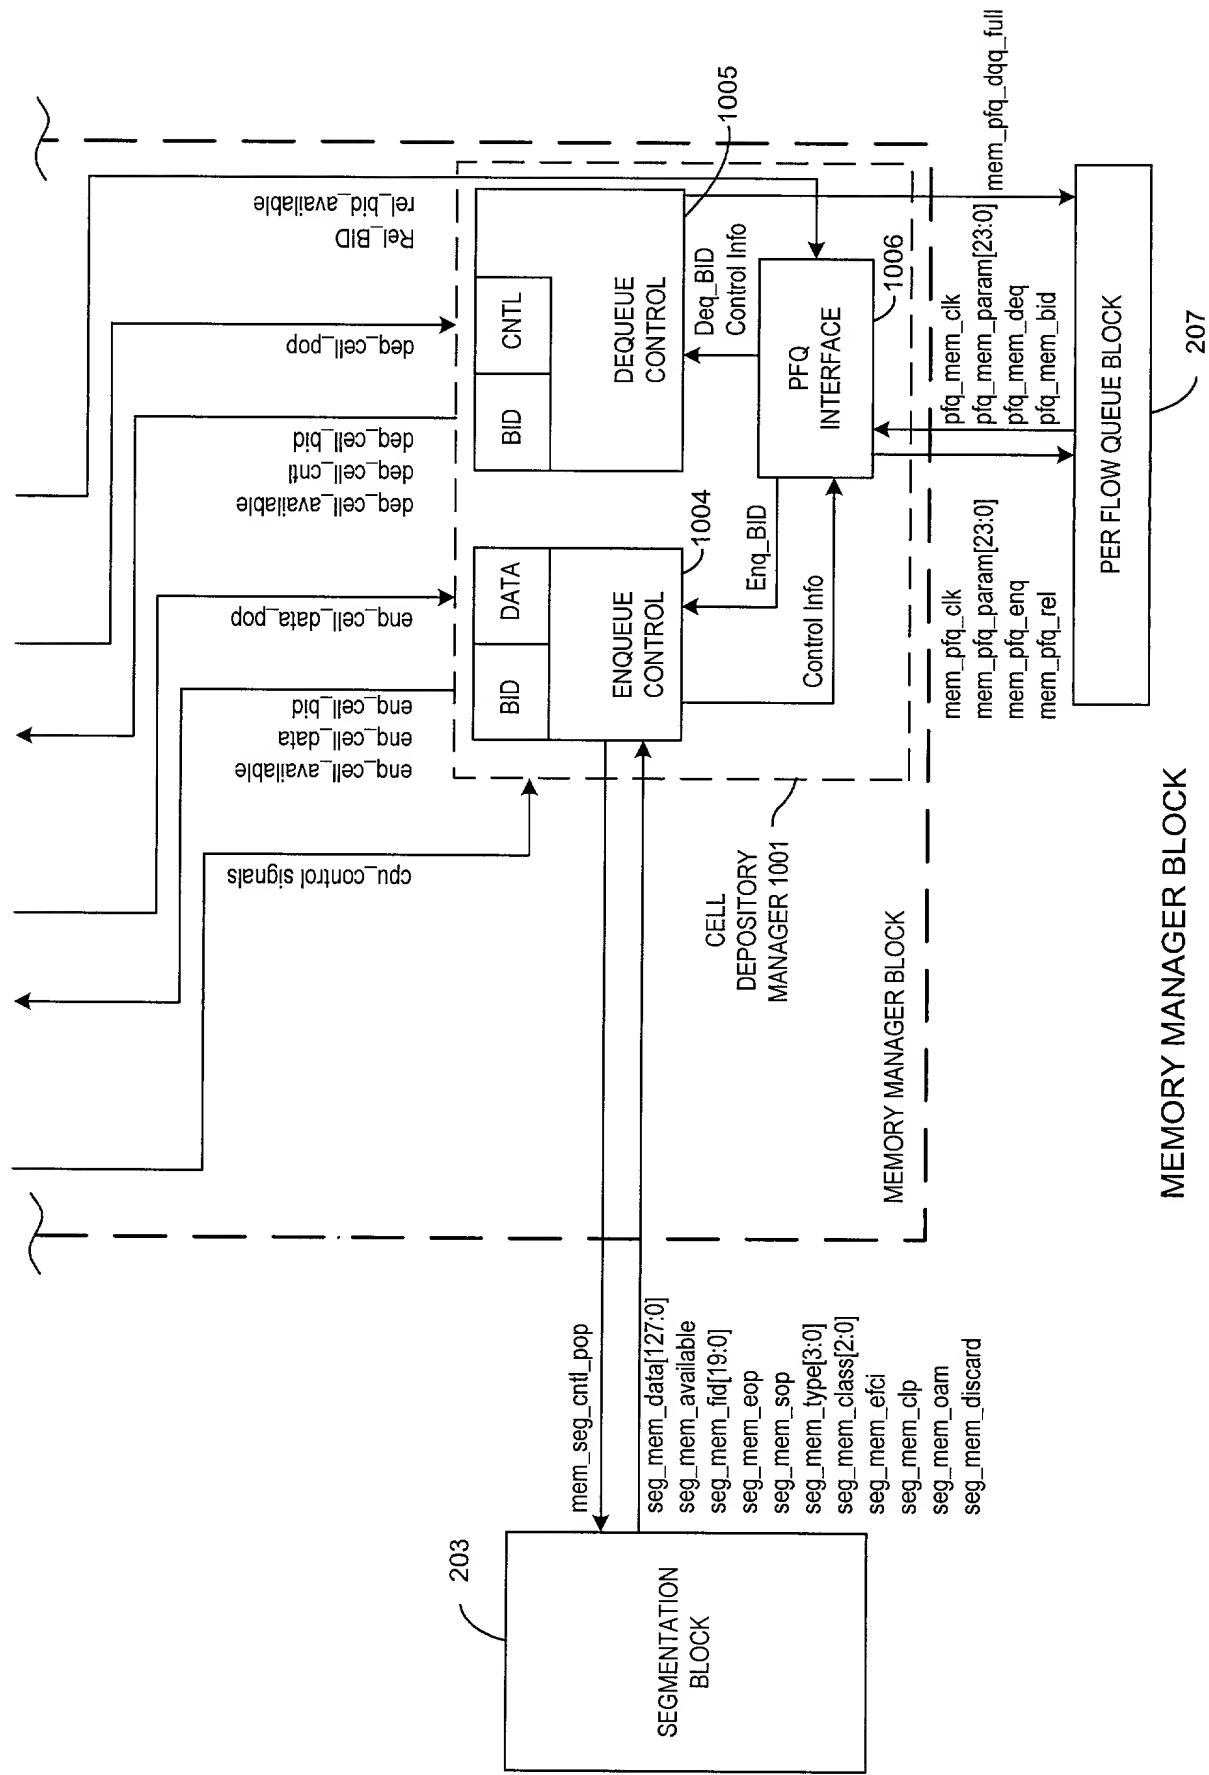 rel_bid_available
Rel_BID
deq_cell_pop
deq_cell_available
deq_cell_cntl
deq_cell_bid
enq_cell_data_pop
enq_cell_available
enq_cell_data
enq_cell_bid
cpu_control signals
SEGMENTATION
BLOCK
203
mem_seg_cntl_pop
seg_mem_data[127:0]
seg_mem_available
seg_mem_fid[19:0]
seg_mem_eop
seg_mem_sop
seg_mem_type[3:0]
seg_mem_class[2:0]
seg_mem_efci
seg_mem_clp
seg_mem_oam
seg_mem_discard
BID
DATA
ENQUEUE
CONTROL
1004
BID
CNTL
DEQUEUE
CONTROL
1005
Enq_BID
Control Info
Deq_BID
Control Info
PFQ
INTERFACE
1006
CELL
DEPOSITORY
MANAGER 1001
MEMORY MANAGER BLOCK
mem_pfq_clk
mem_pfq_param[23:0]
mem_pfq_enq
mem_pfq_rel
pfq_mem_clk
pfq_mem_param[23:0]
pfq_mem_deq
pfq_mem_bid
mem_pfq_dqq_full
PER FLOW QUEUE BLOCK
207
MEMORY MANAGER BLOCK